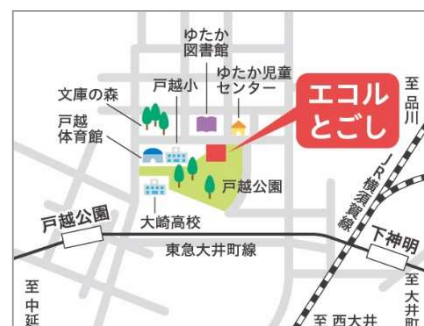 ゆたか
図書館
ゆたか児童
センター
戸越小
文庫の森
戸越
体育館
エコル
とごし
至品川
JR横須賀線
戸越公園
大崎高校
戸越公園
東急大井町線
下神明
至中延
至西大井
至大井町